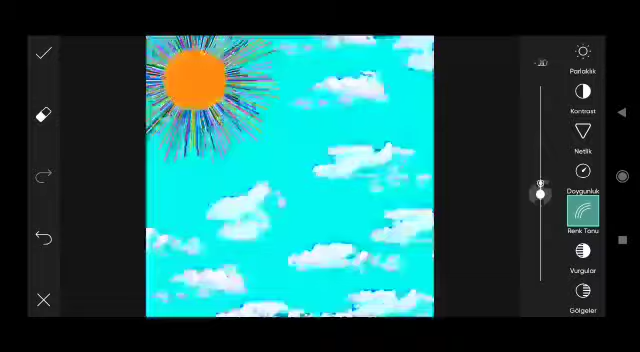 Parlaklık
Kontrast
Netlik
Doygunluk
Renk Tonu
Vurgular
Gölgeler